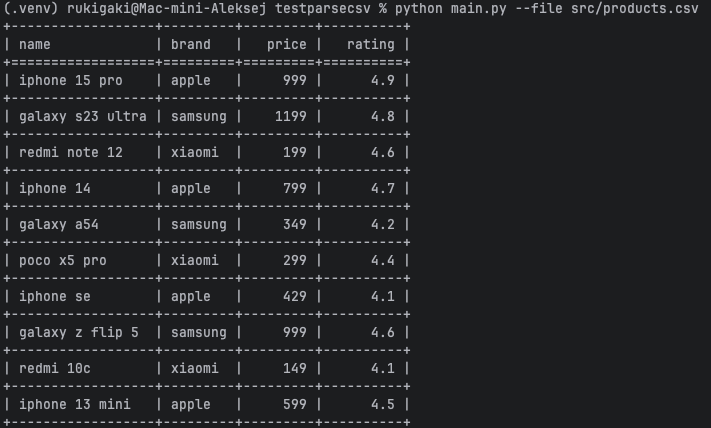 (.venv) rukigaki@Mac-mini-Aleksej testparsecsv % python main.py --file src/products.csv
+------------------+---------+---------+----------+
| name             | brand   |   price |   rating |
+==================+=========+=========+==========+
| iphone 15 pro    | apple   |     999 |      4.9 |
+------------------+---------+---------+----------+
| galaxy s23 ultra | samsung |    1199 |      4.8 |
+------------------+---------+---------+----------+
| redmi note 12    | xiaomi  |     199 |      4.6 |
+------------------+---------+---------+----------+
| iphone 14        | apple   |     799 |      4.7 |
+------------------+---------+---------+----------+
| galaxy a54       | samsung |     349 |      4.2 |
+------------------+---------+---------+----------+
| poco x5 pro      | xiaomi  |     299 |      4.4 |
+------------------+---------+---------+----------+
| iphone se        | apple   |     429 |      4.1 |
+------------------+---------+---------+----------+
| galaxy z flip 5  | samsung |     999 |      4.6 |
+------------------+---------+---------+----------+
| redmi 10c        | xiaomi  |     149 |      4.1 |
+------------------+---------+---------+----------+
| iphone 13 mini   | apple   |     599 |      4.5 |
+------------------+---------+---------+----------+